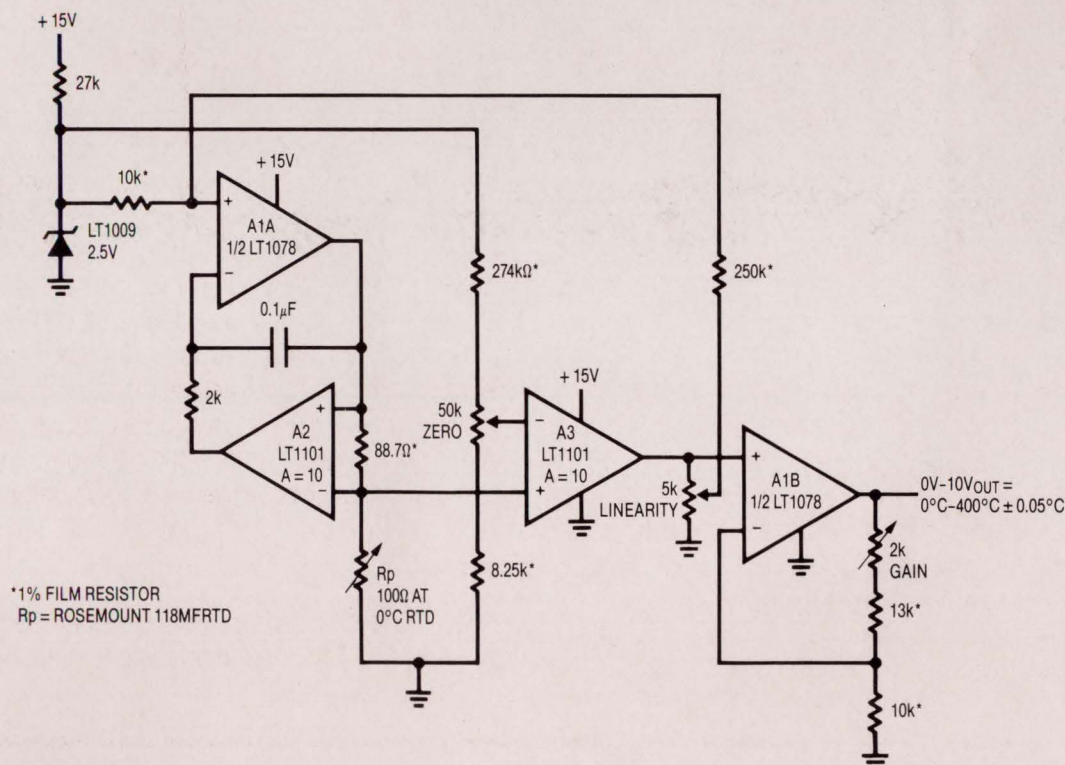 + 15V
27k
10k*
LT1009
2.5V
+ 15V
+
A1A
1/2 LT1078
−
0.1µF
2k
+
A2
LT1101
A = 10
−
88.7Ω*
Rp
100Ω AT
0°C RTD
274kΩ*
50k
ZERO
8.25k*
+ 15V
−
A3
LT1101
A = 10
+
250k*
5k
LINEARITY
+
A1B
1/2 LT1078
−
0V–10VOUT =
0°C–400°C ± 0.05°C
2k
GAIN
13k*
10k*
*1% FILM RESISTOR
Rp = ROSEMOUNT 118MFRTD